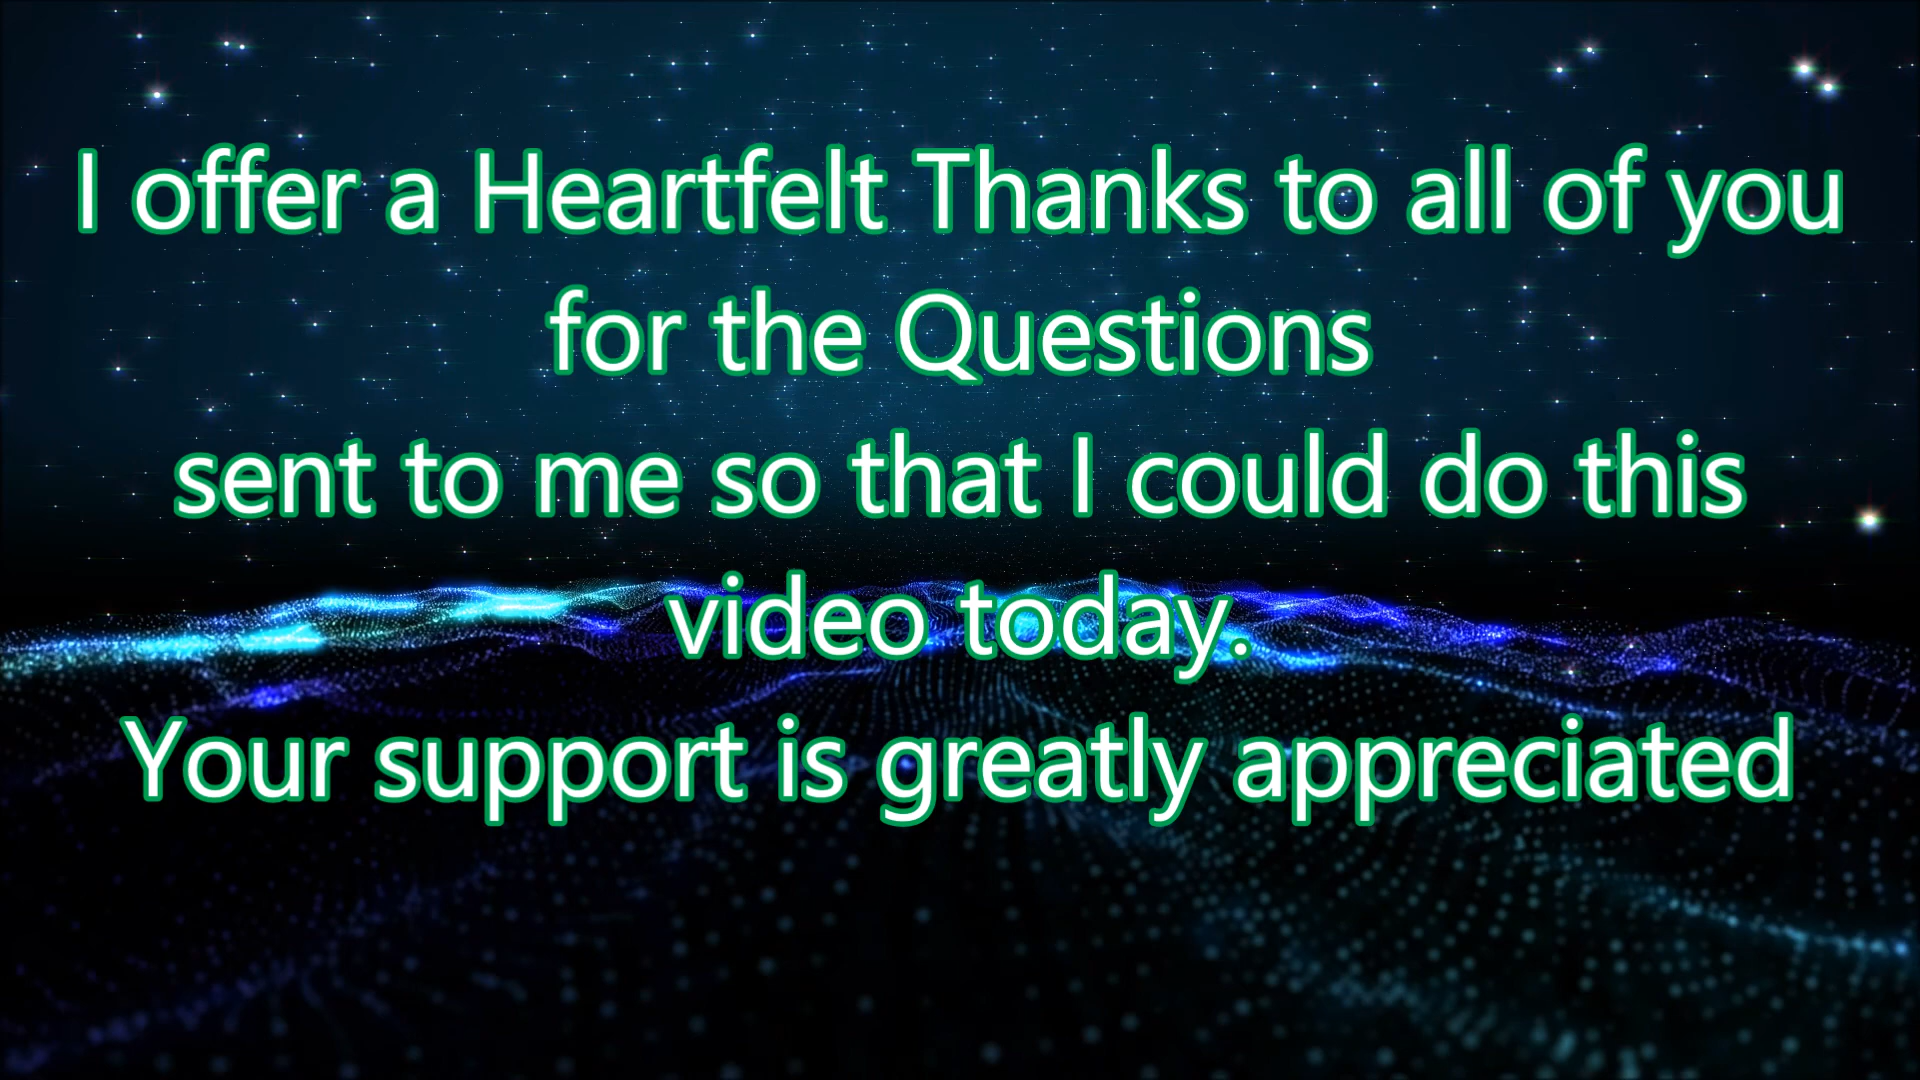 I offer a Heartfelt Thanks to all of you
for the Questions
sent to me so that I could do this
video today.
Your support is greatly appreciated